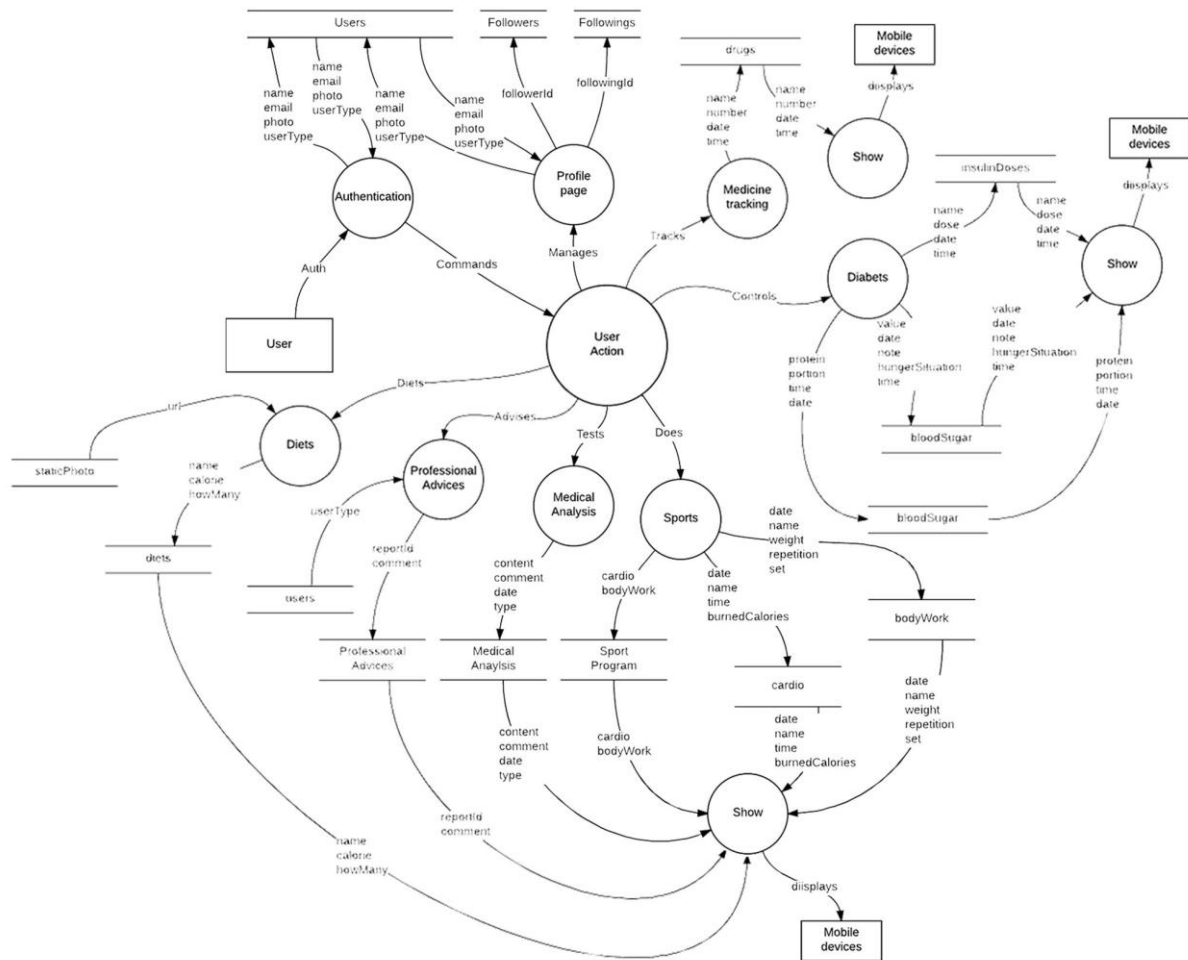 Users
Followers
Followings
Mobile
devices
drugs
displays
name
email
photo
userType
name
email
photo
userType
name
email
photo
userType
name
email
photo
userType
followerId
followingId
name
number
date
time
name
number
date
time
Show
Mobile
devices
Authentication
Profile
page
Medicine
tracking
insulinDoses
displays
name
dose
date
time
name
dose
date
time
Auth
Commands
Manages
Tracks
Controls
Diabets
Show
User
User
Action
value
date
note
hungerSituation
time
value
date
note
hungerSituation
time
protein
portion
time
date
protein
portion
time
date
Diets
url
Advises
Tests
Does
bloodSugar
staticPhoto
Diets
Professional
Advices
Medical
Analysis
Sports
bloodSugar
name
calorie
howMany
userType
date
name
weight
repetition
set
diets
reportId
comment
users
content
comment
date
type
cardio
bodyWork
date
name
time
burnedCalories
bodyWork
Professional
Advices
Medical
Anaylsis
Sport
Program
cardio
date
name
weight
repetition
set
content
comment
date
type
cardio
bodyWork
date
name
time
burnedCalories
reportId
comment
Show
name
calorie
howMany
diisplays
Mobile
devices